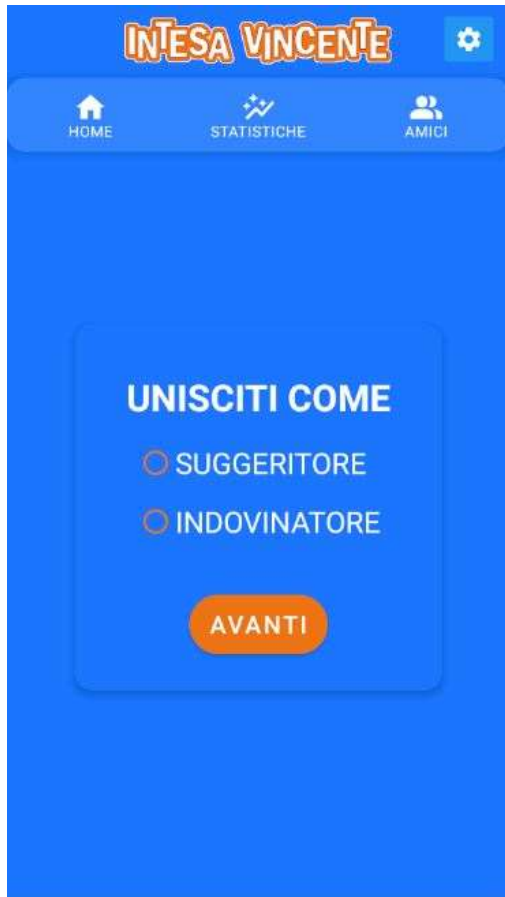 INTESA VINCENTE
HOME STATISTICHE AMICI
UNISCITI COME
SUGGERITORE
INDOVINATORE
AVANTI